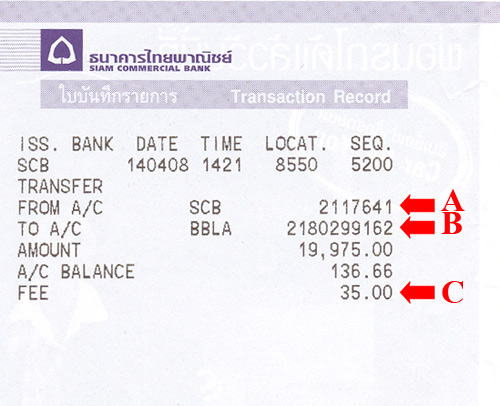 ธนาคารไทยพาณิชย์
SIAM COMMERCIAL BANK
ใบบันทึกรายการ Transaction Record
ISS. BANK DATE TIME LOCAT. SEQ.
SCB 140408 1421 8550 5200
TRANSFER
FROM A/C SCB 2117641 A
TO A/C BBLA 2180299162 B
AMOUNT 19,975.00
A/C BALANCE 136.66
FEE 35.00 C